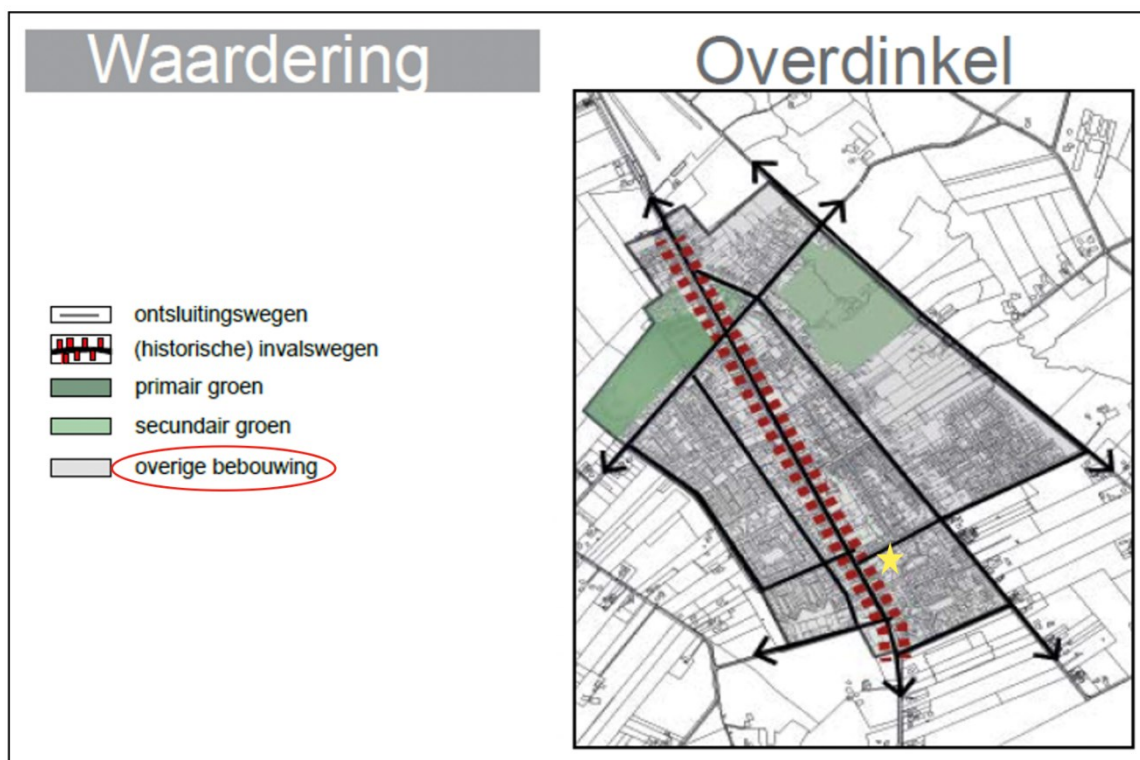 Waardering
Overdinkel
ontsluitingswegen
(historische) invalswegen
primair groen
secundair groen
overige bebouwing